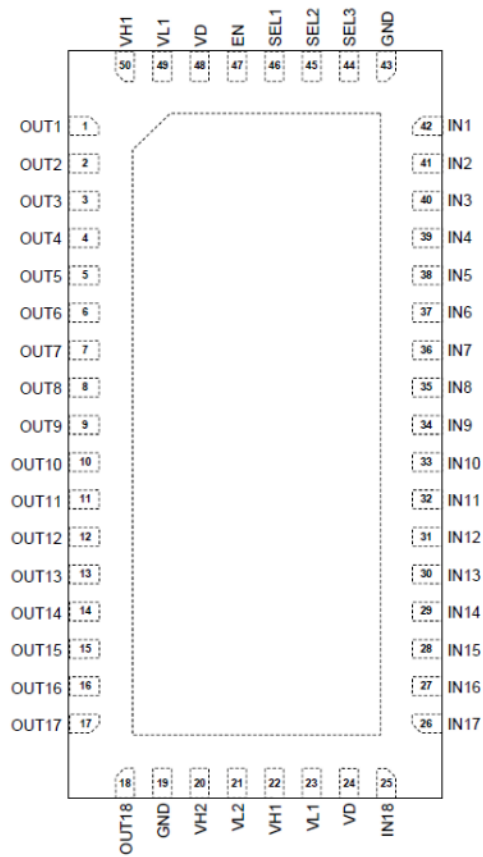 VH1 VL1 VD EN SEL1 SEL2 SEL3 GND
50 49 48 47 46 45 44 43
OUT1 1 42 IN1
OUT2 2 41 IN2
OUT3 3 40 IN3
OUT4 4 39 IN4
OUT5 5 38 IN5
OUT6 6 37 IN6
OUT7 7 36 IN7
OUT8 8 35 IN8
OUT9 9 34 IN9
OUT10 10 33 IN10
OUT11 11 32 IN11
OUT12 12 31 IN12
OUT13 13 30 IN13
OUT14 14 29 IN14
OUT15 15 28 IN15
OUT16 16 27 IN16
OUT17 17 26 IN17
18 19 20 21 22 23 24 25
OUT18 GND VH2 VL2 VH1 VL1 VD IN18